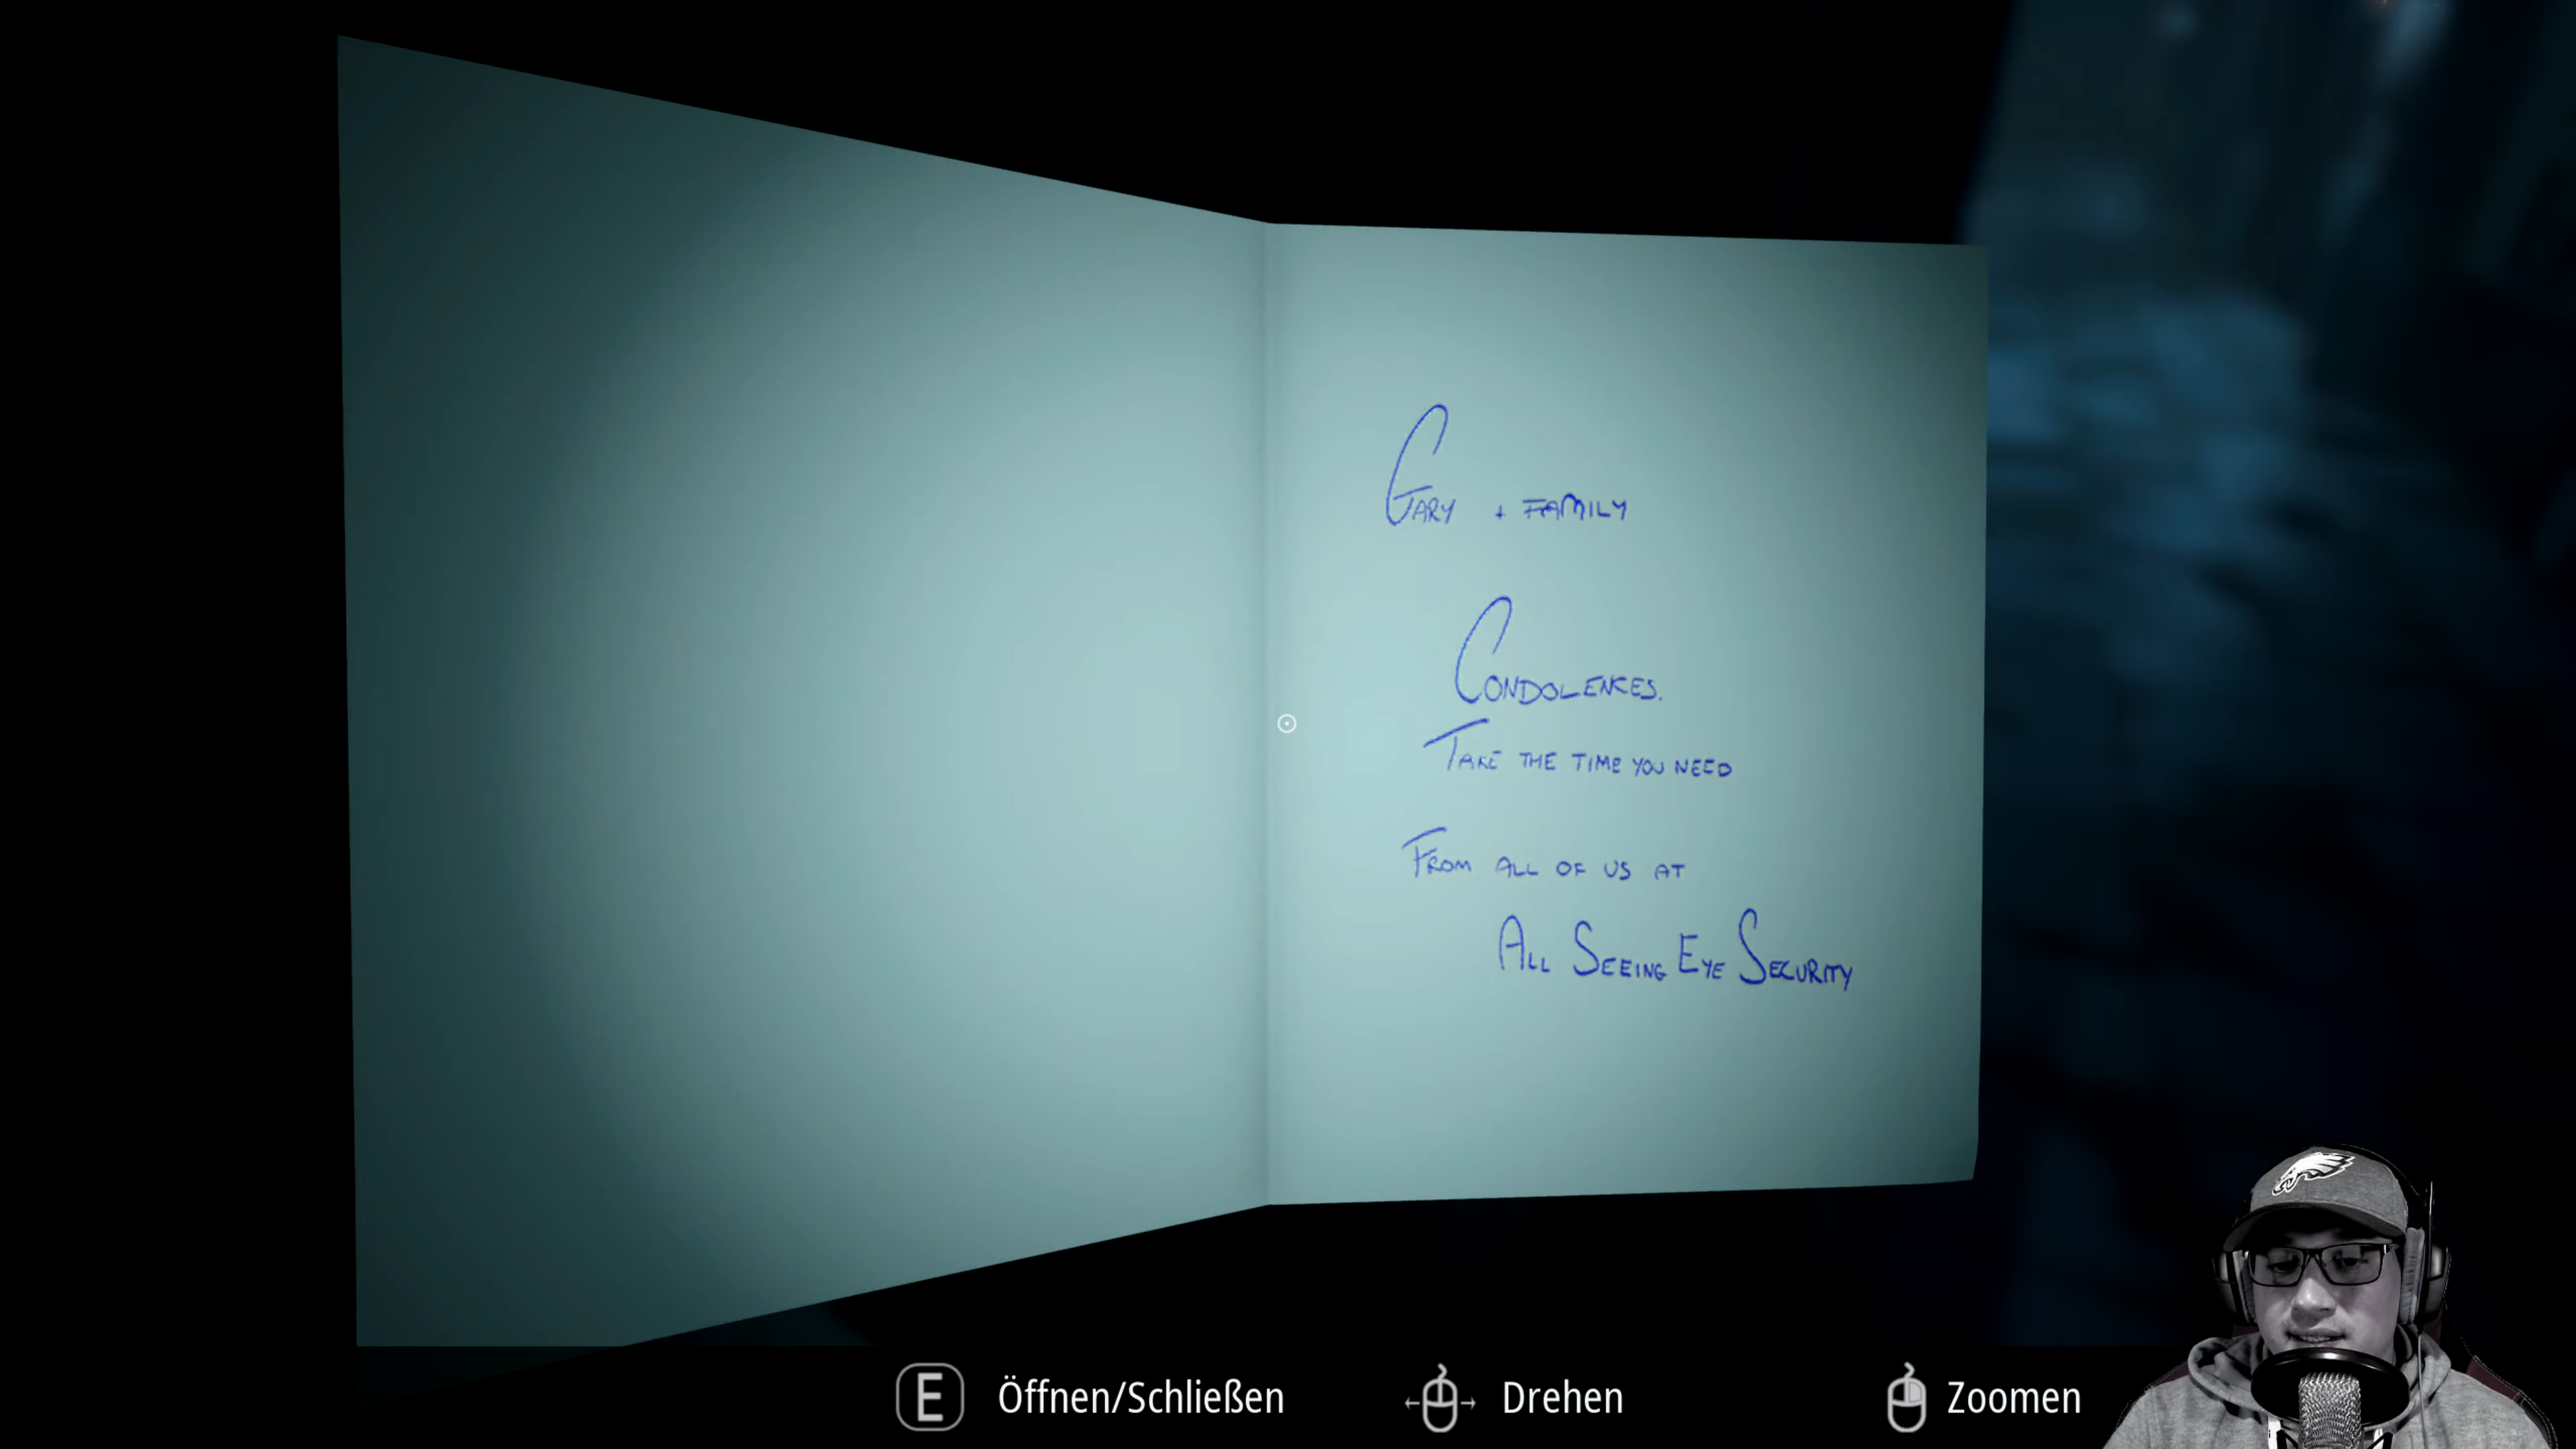 GARY + FAMILY
CONDOLENCES.
TAKE THE TIME YOU NEED
FROM ALL OF US AT
ALL SEEING EYE SECURITY
E Öffnen/Schließen Drehen Zoomen